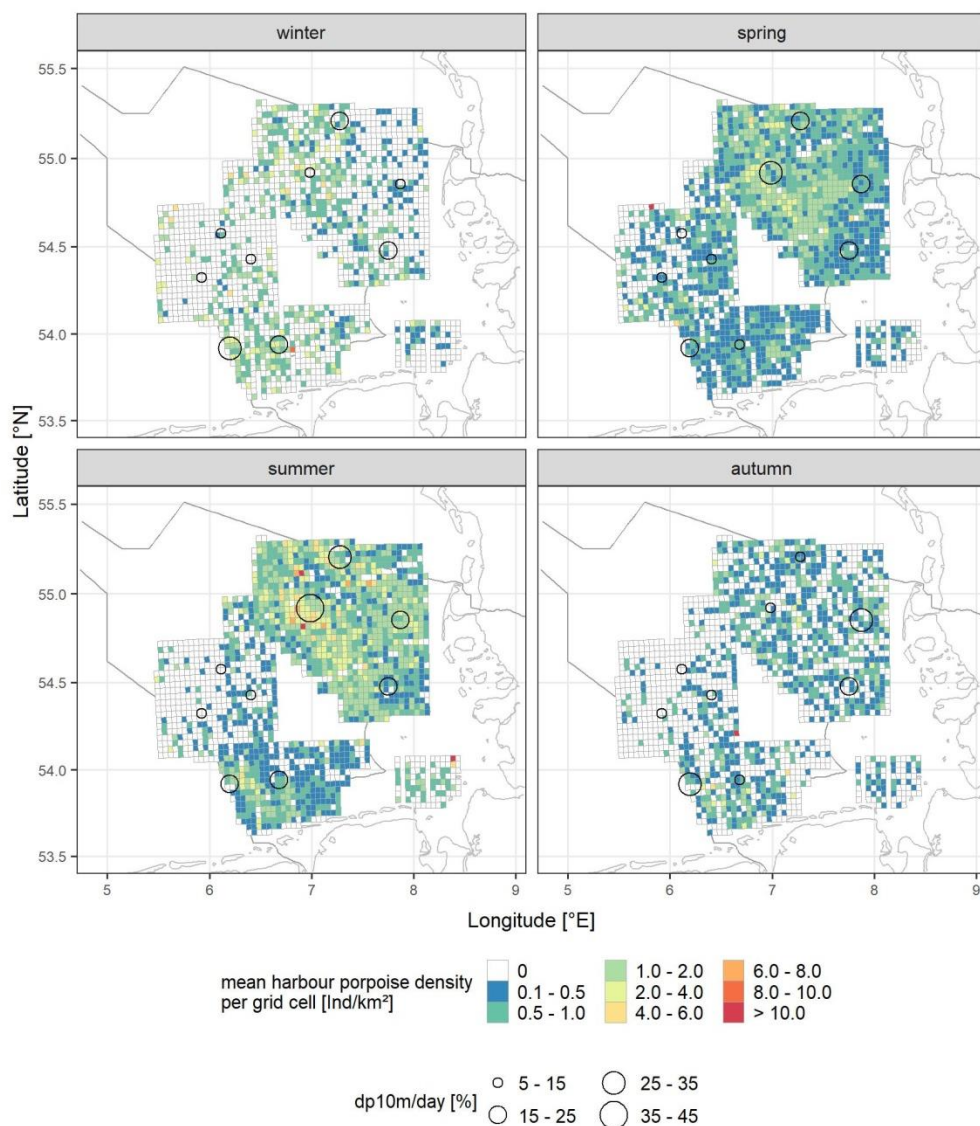 winter
spring
55.5
55.0
54.5
54.0
53.5
Latitude [°N]
summer
autumn
55.5
55.0
54.5
54.0
53.5
5 6 7 8 9 5 6 7 8 9
Longitude [°E]
mean harbour porpoise density
per grid cell [Ind/km²]
0 1.0 - 2.0 6.0 - 8.0
0.1 - 0.5 2.0 - 4.0 8.0 - 10.0
0.5 - 1.0 4.0 - 6.0 > 10.0
dp10m/day [%]
5 - 15 25 - 35
15 - 25 35 - 45